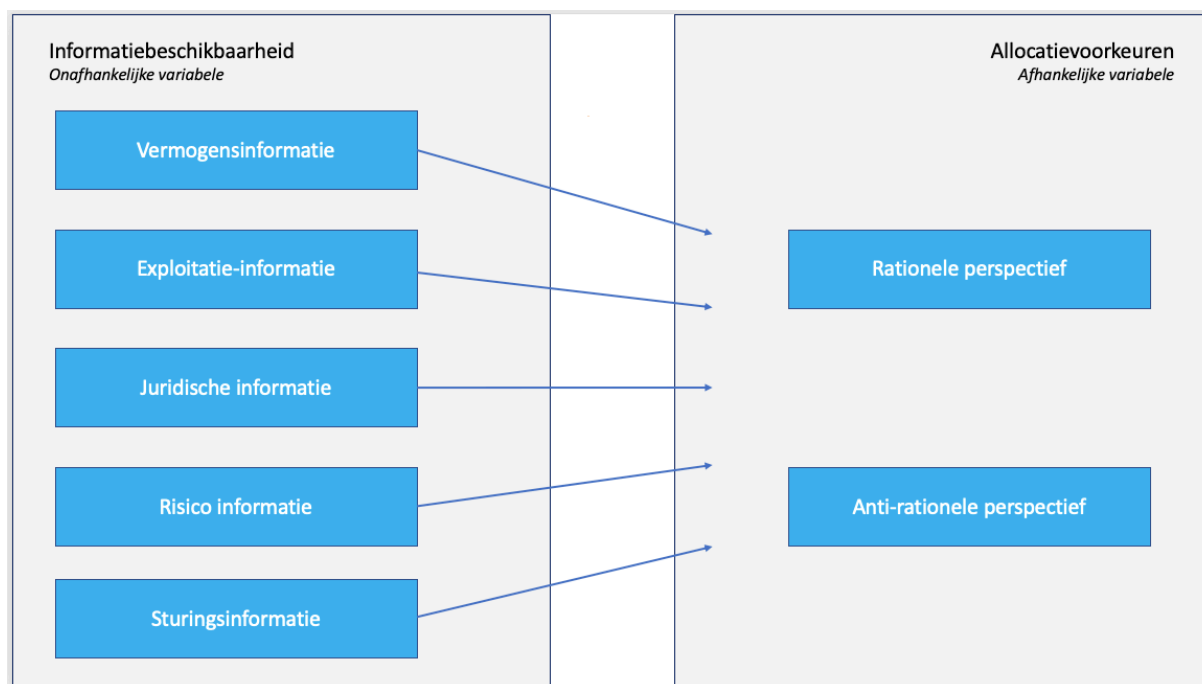 Informatiebeschikbaarheid
Onafhankelijke variabele
Vermogensinformatie
Exploitatie-informatie
Juridische informatie
Risico informatie
Sturingsinformatie
Allocatievoorkeuren
Afhankelijke variabele
Rationele perspectief
Anti-rationele perspectief